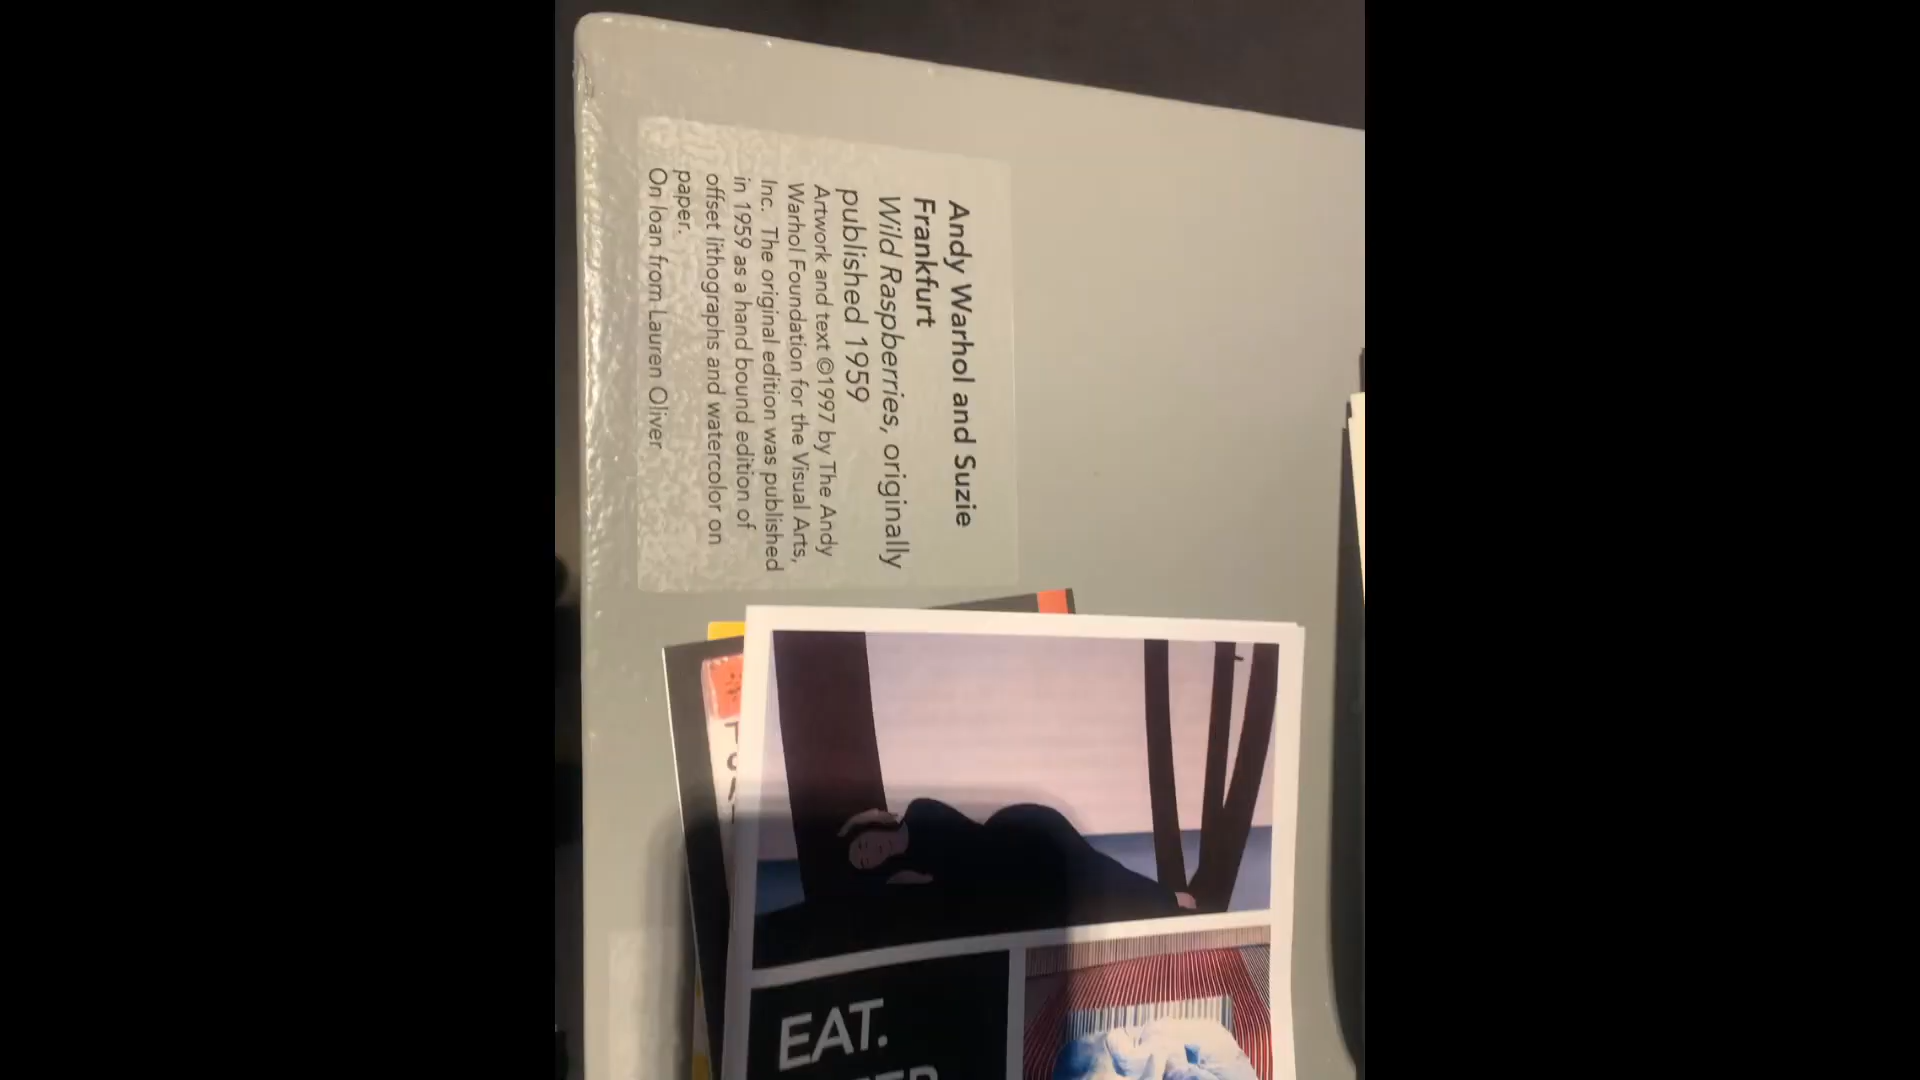 Andy Warhol and Suzie
Frankfurt
Wild Raspberries, originally
published 1959
Artwork and text ©1997 by The Andy
Warhol Foundation for the Visual Arts,
Inc. The original edition was published
in 1959 as a hand bound edition of
offset lithographs and watercolor on
paper.
On loan from Lauren Oliver
EAT.